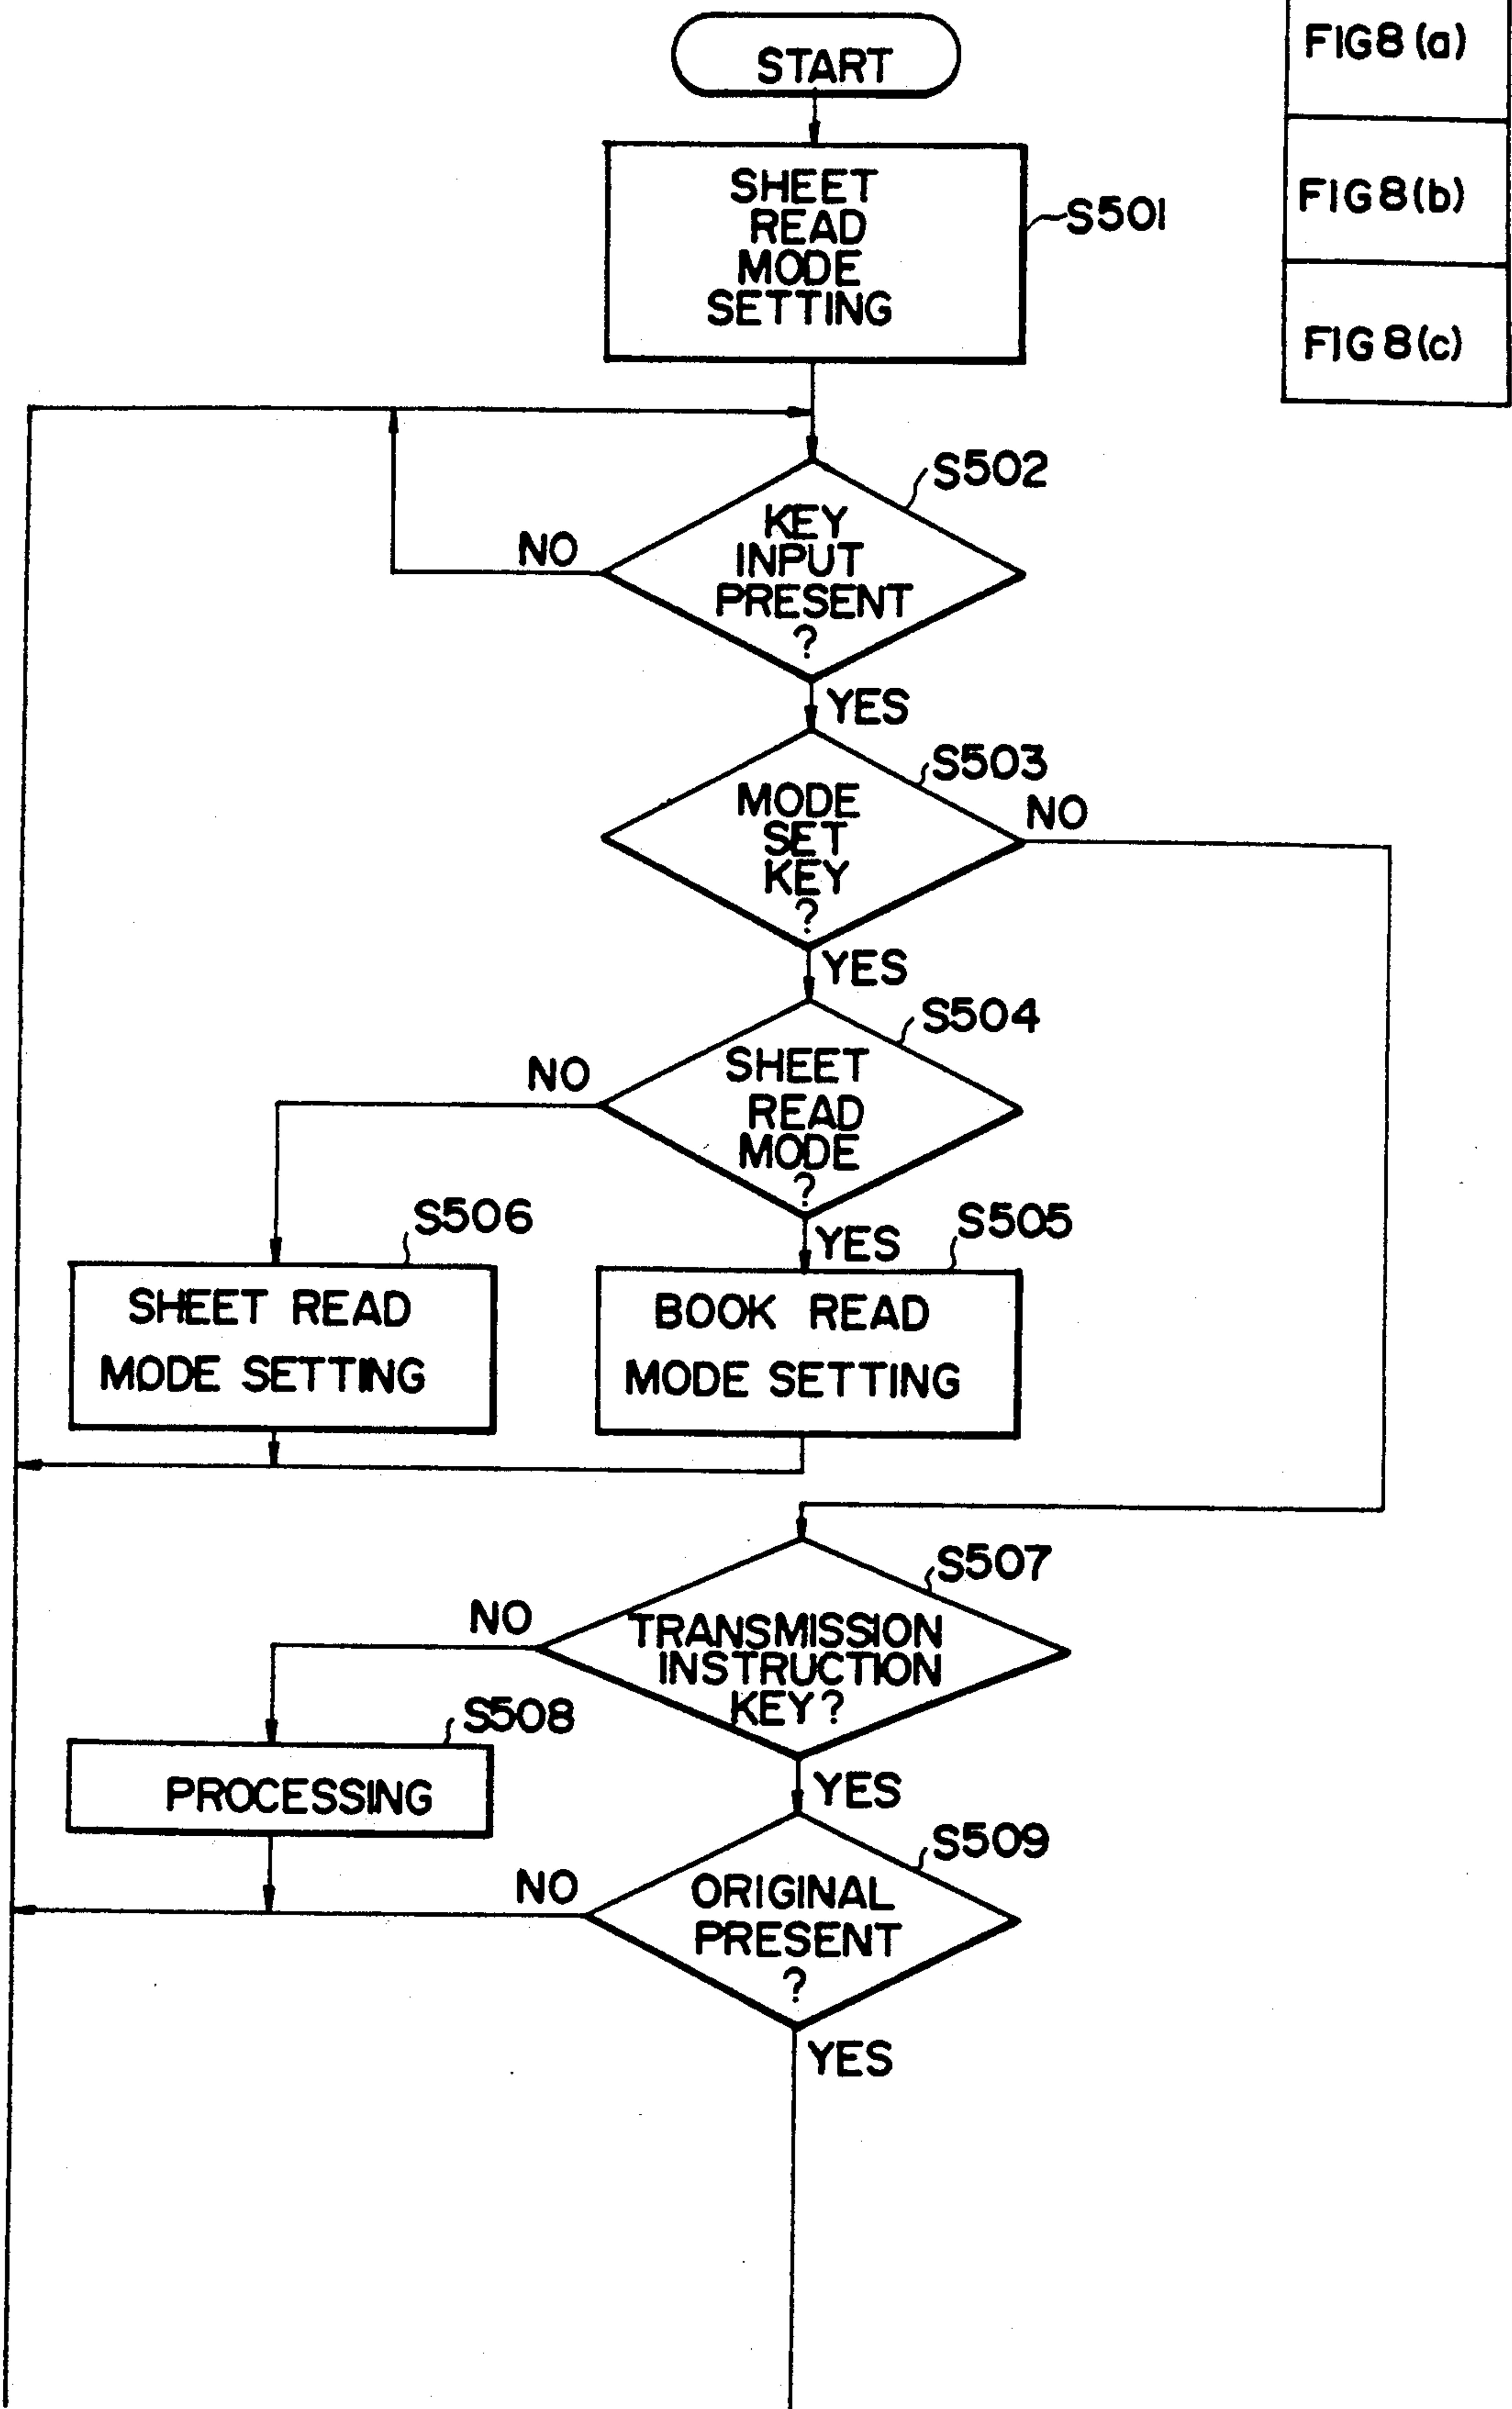 FIG8(a)
FIG8(b)
FIG8(c)
START
SHEET
READ
MODE
SETTING
S501
S502
KEY
INPUT
PRESENT
?
NO
YES
S503
MODE
SET
KEY
?
NO
YES
S504
SHEET
READ
MODE
?
NO
YES
S506
SHEET READ
MODE SETTING
S505
BOOK READ
MODE SETTING
S507
TRANSMISSION
INSTRUCTION
KEY?
NO
YES
S508
PROCESSING
S509
ORIGINAL
PRESENT
?
NO
YES